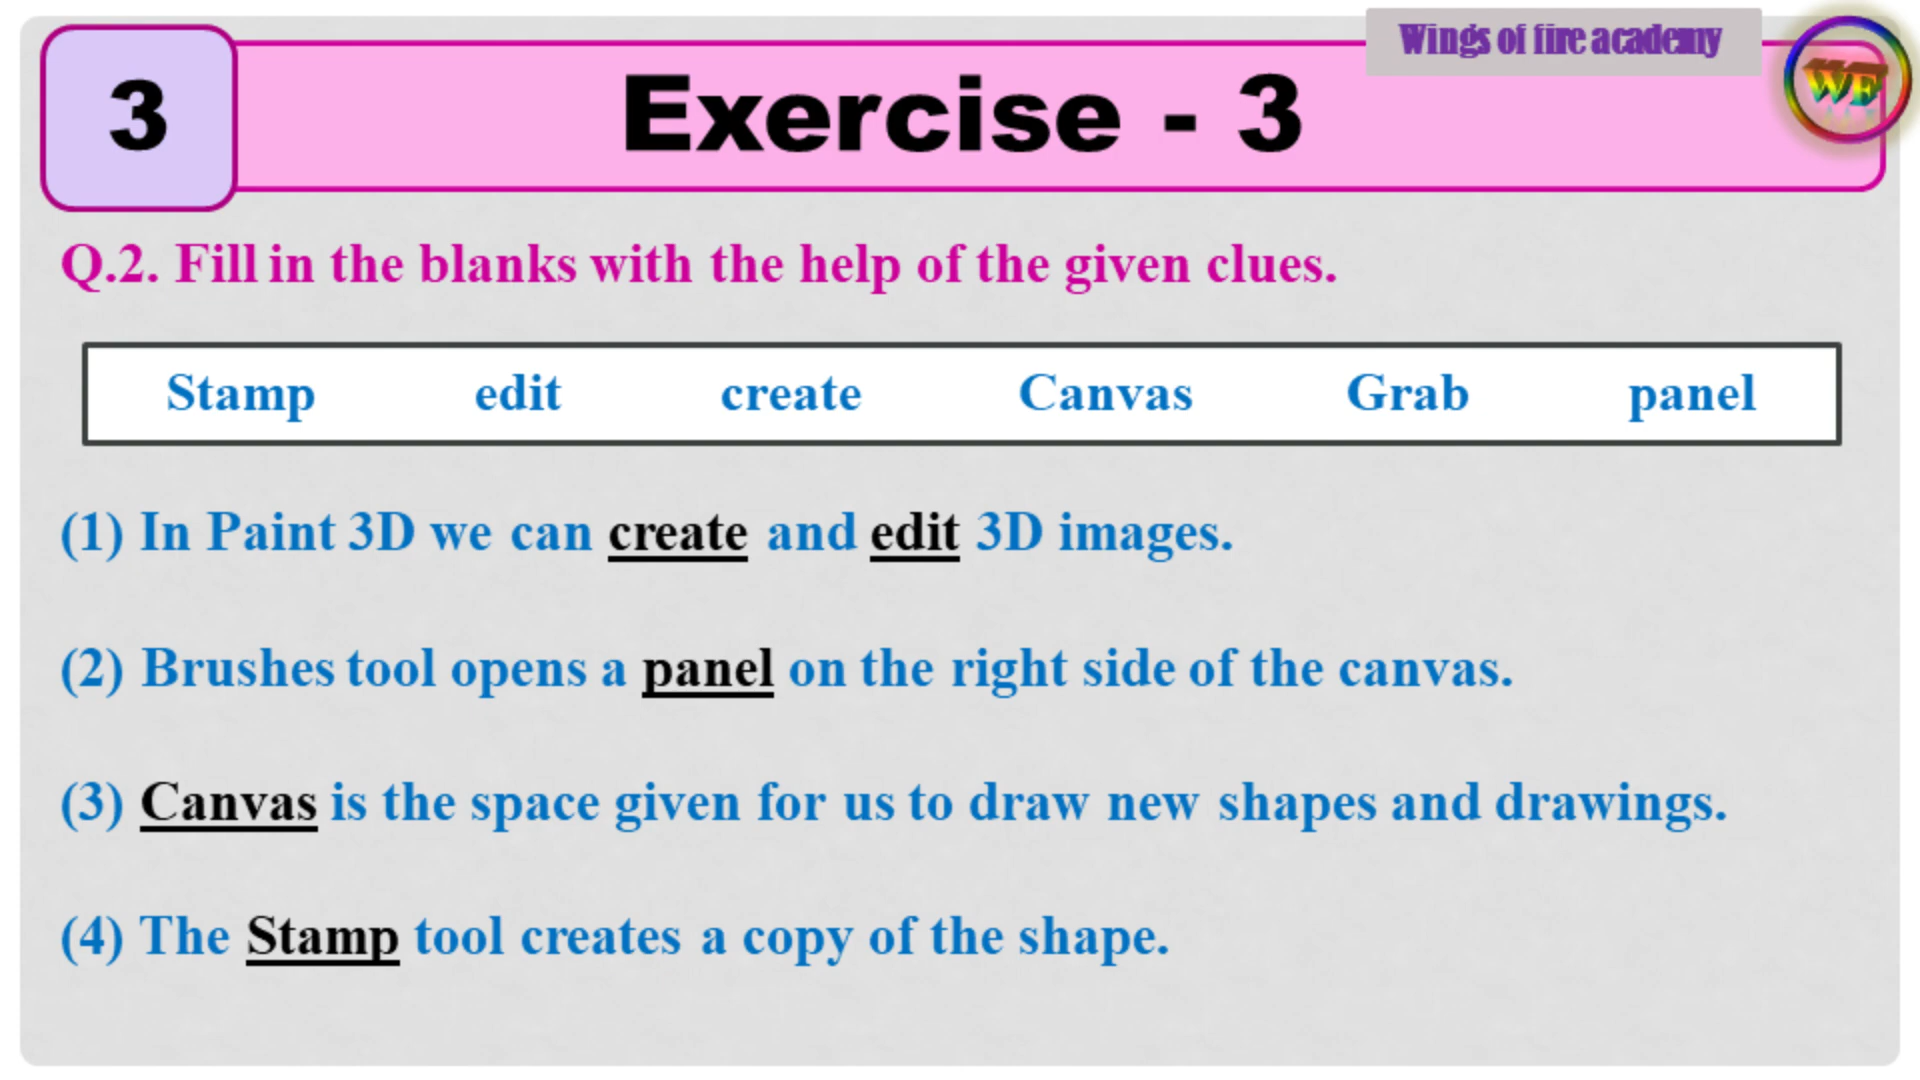 Wings of fire academy
WE
3
Exercise - 3
Q.2. Fill in the blanks with the help of the given clues.
Stamp edit create Canvas Grab panel
(1) In Paint 3D we can create and edit 3D images.
(2) Brushes tool opens a panel on the right side of the canvas.
(3) Canvas is the space given for us to draw new shapes and drawings.
(4) The Stamp tool creates a copy of the shape.